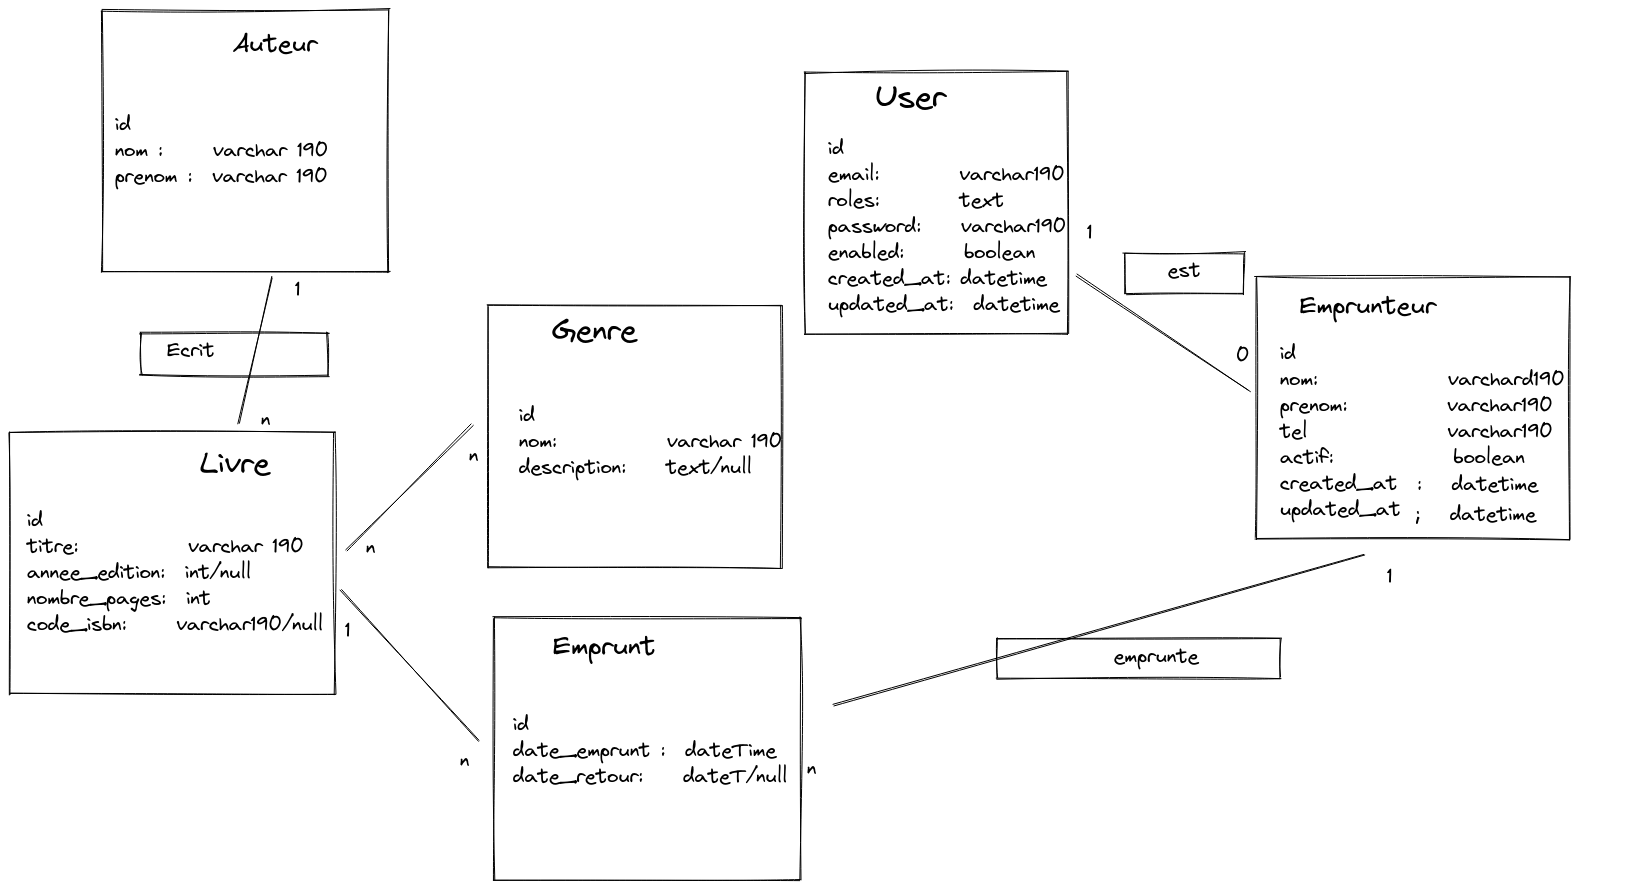 Auteur
id
nom : varchar 190
prenom : varchar 190
1
Ecrit
n
Livre
id
titre: varchar 190
annee_edition: int/null
nombre_pages: int
code_isbn: varchar190/null
n
n
1
n
Genre
id
nom: varchar 190
description: text/null
Emprunt
id
date_emprunt : dateTime
date_retour: dateT/null
n
User
id
email: varchar190
roles: text
password: varchar190
enabled: boolean
created_at: datetime
updated_at: datetime
1
est
0
Emprunteur
id
nom: varchard190
prenom: varchar190
tel varchar190
actif: boolean
created_at : datetime
updated_at ; datetime
1
emprunte